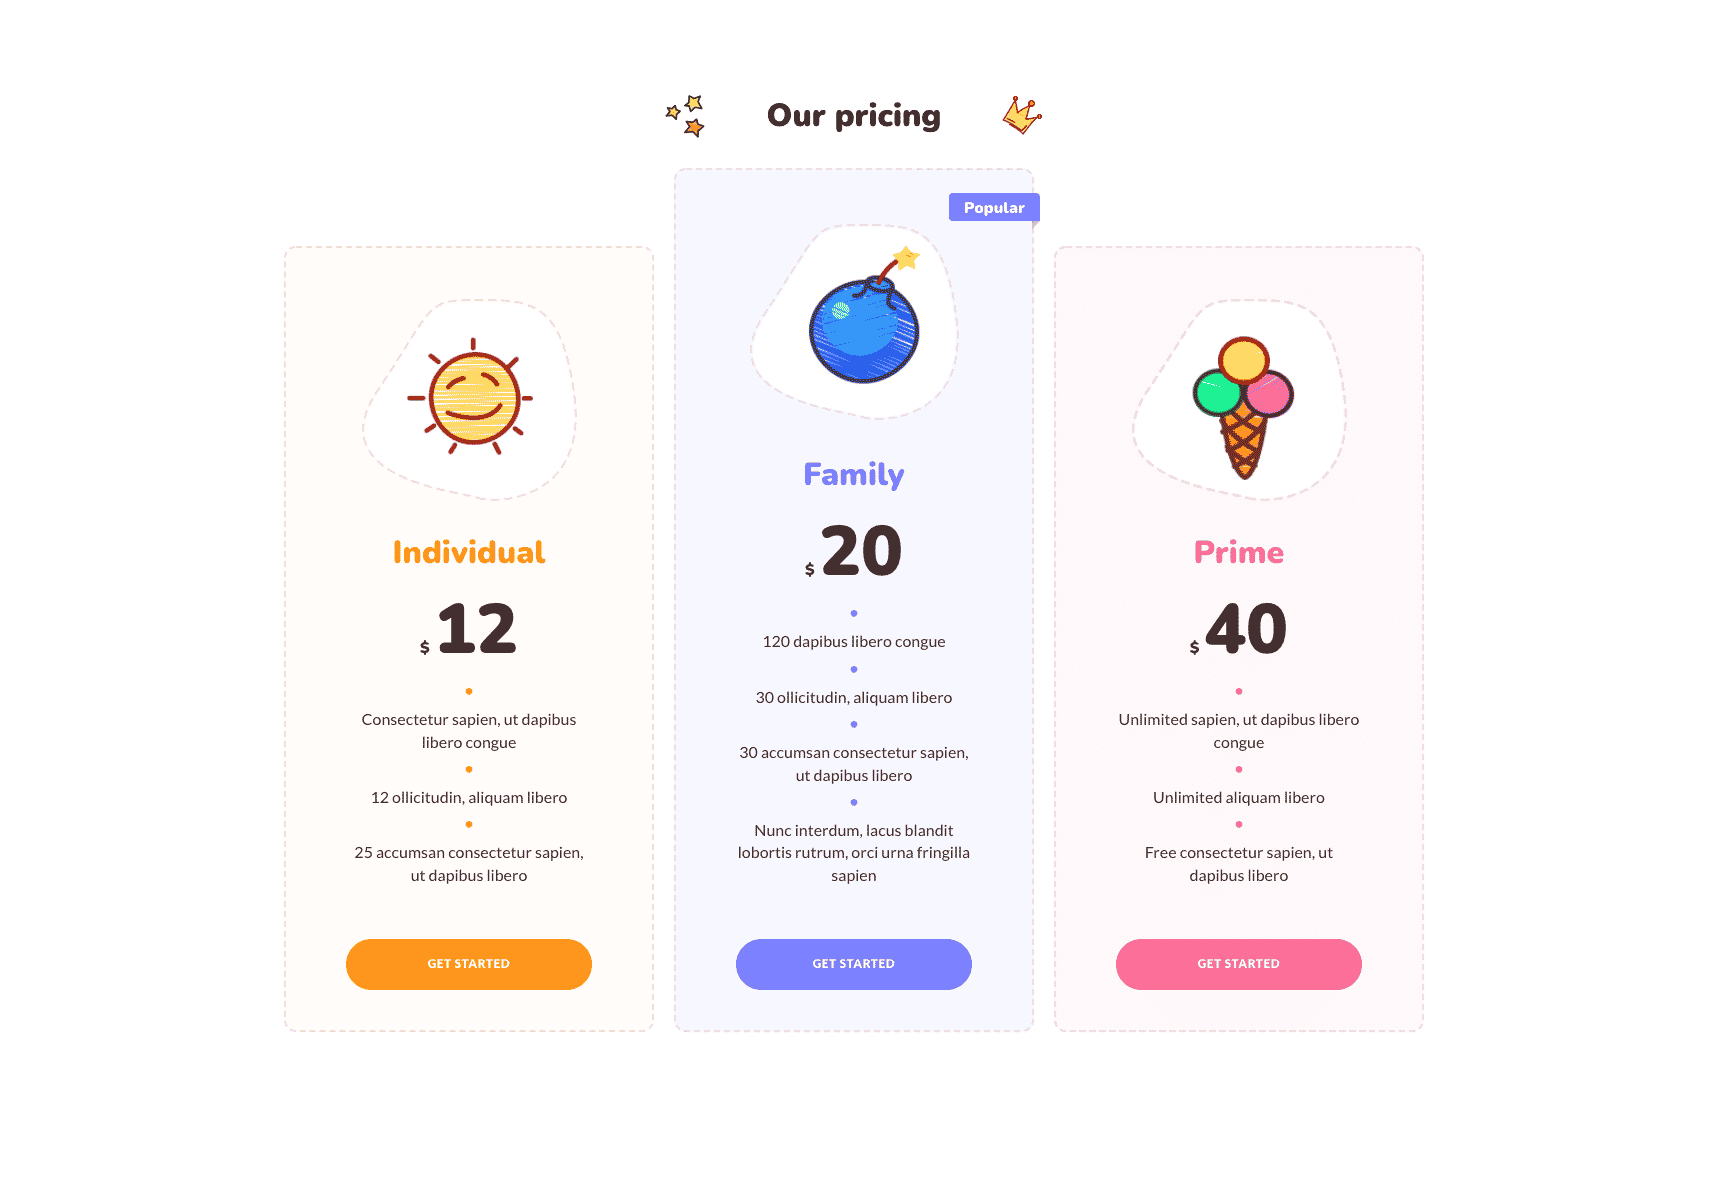 Our pricing
Individual
$ 12
Consectetur sapien, ut dapibus
libero congue
12 ollicitudin, aliquam libero
25 accumsan consectetur sapien,
ut dapibus libero
GET STARTED
Popular
Family
$ 20
120 dapibus libero congue
30 ollicitudin, aliquam libero
30 accumsan consectetur sapien,
ut dapibus libero
Nunc interdum, lacus blandit
lobortis rutrum, orci urna fringilla
sapien
GET STARTED
Prime
$ 40
Unlimited sapien, ut dapibus libero
congue
Unlimited aliquam libero
Free consectetur sapien, ut
dapibus libero
GET STARTED